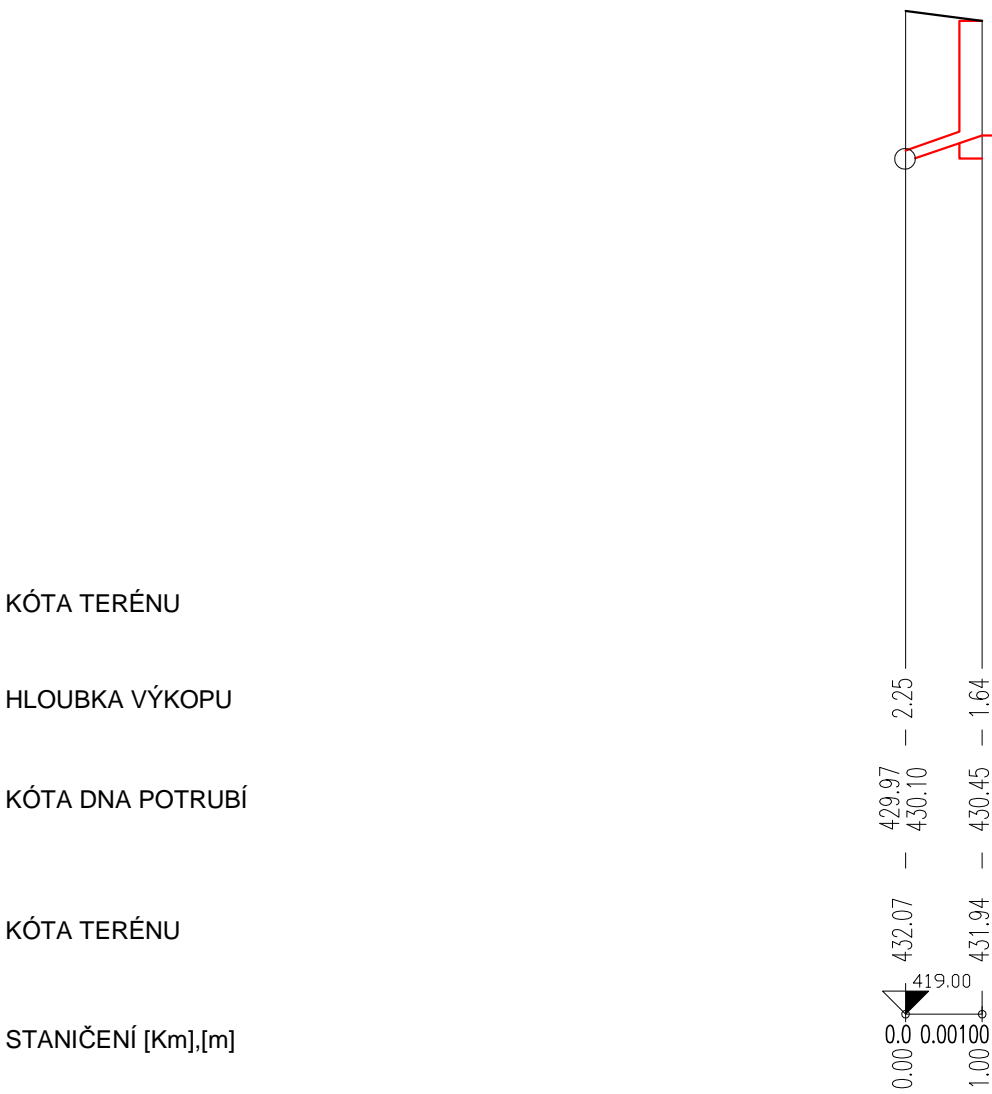 KÓTA TERÉNU
HLOUBKA VÝKOPU
2.25
1.64
KÓTA DNA POTRUBÍ
429.97
430.10
430.45
KÓTA TERÉNU
432.07
431.94
419.00
STANIČENÍ [Km],[m]
0.0 0.00100
0.00
1.00